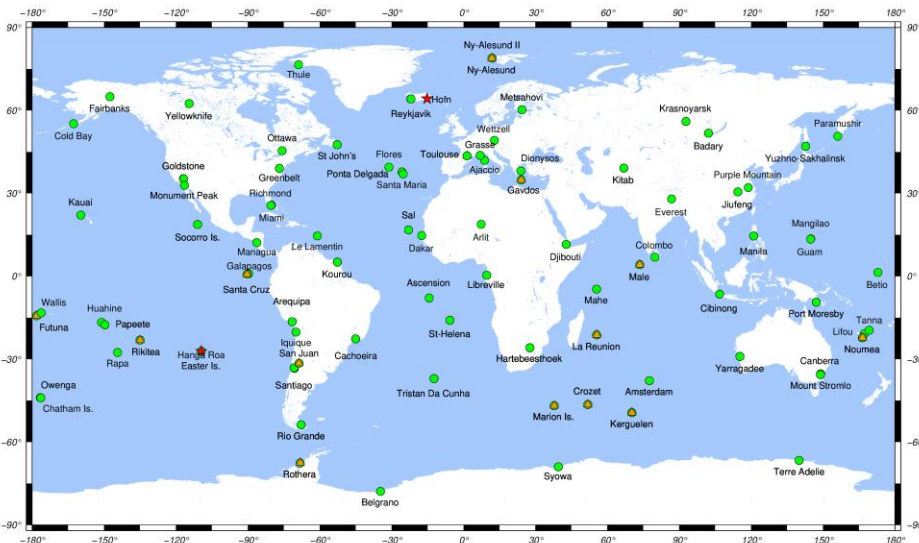 −180° −150° −120° −90° −60° −30° 0° 30° 60° 90° 120° 150° 180°
90° 90°
Ny-Alesund II
Ny-Alesund
Thule
Fairbanks
Hofn
Metsahovi
60° 60°
Reykjavik
Yellowknife
Krasnoyarsk
Paramushir
Cold Bay
Wettzell
Ottawa
Badary
Grasse
St John's
Flores
Toulouse
Dionysos
Yuzhno-Sakhalinsk
Goldstone
Ponta Delgada
Ajaccio
Purple Mountain
Greenbelt
Kitab
Santa Maria
Gavdos
Monument Peak
Richmond
Jiufeng
30° 30°
Kauai
Miami
Everest
Sal
Mangilao
Socorro Is.
Le Lamentin
Arlit
Colombo
Managua
Dakar
Djibouti
Manila
Guam
Galapagos
Kourou
Male
0° 0°
Santa Cruz
Ascension
Libreville
Betio
Wallis
Arequipa
Mahe
Cibinong
Huahine
Port Moresby
Tanna
Futuna
Papeete
St-Helena
Lifou
Iquique
La Reunion
Noumea
Rikitea
Hanga Roa
San Juan
Cachoeira
Hartebeesthoek
−30° −30°
Rapa
Easter Is.
Yarragadee
Canberra
Owenga
Santiago
Tristan Da Cunha
Crozet
Amsterdam
Mount Stromlo
Chatham Is.
Marion Is.
Kerguelen
Rio Grande
−60° −60°
Rothera
Syowa
Terre Adelie
Belgrano
−90° −90°
−180° −150° −120° −90° −60° −30° 0° 30° 60° 90° 120° 150° 180°